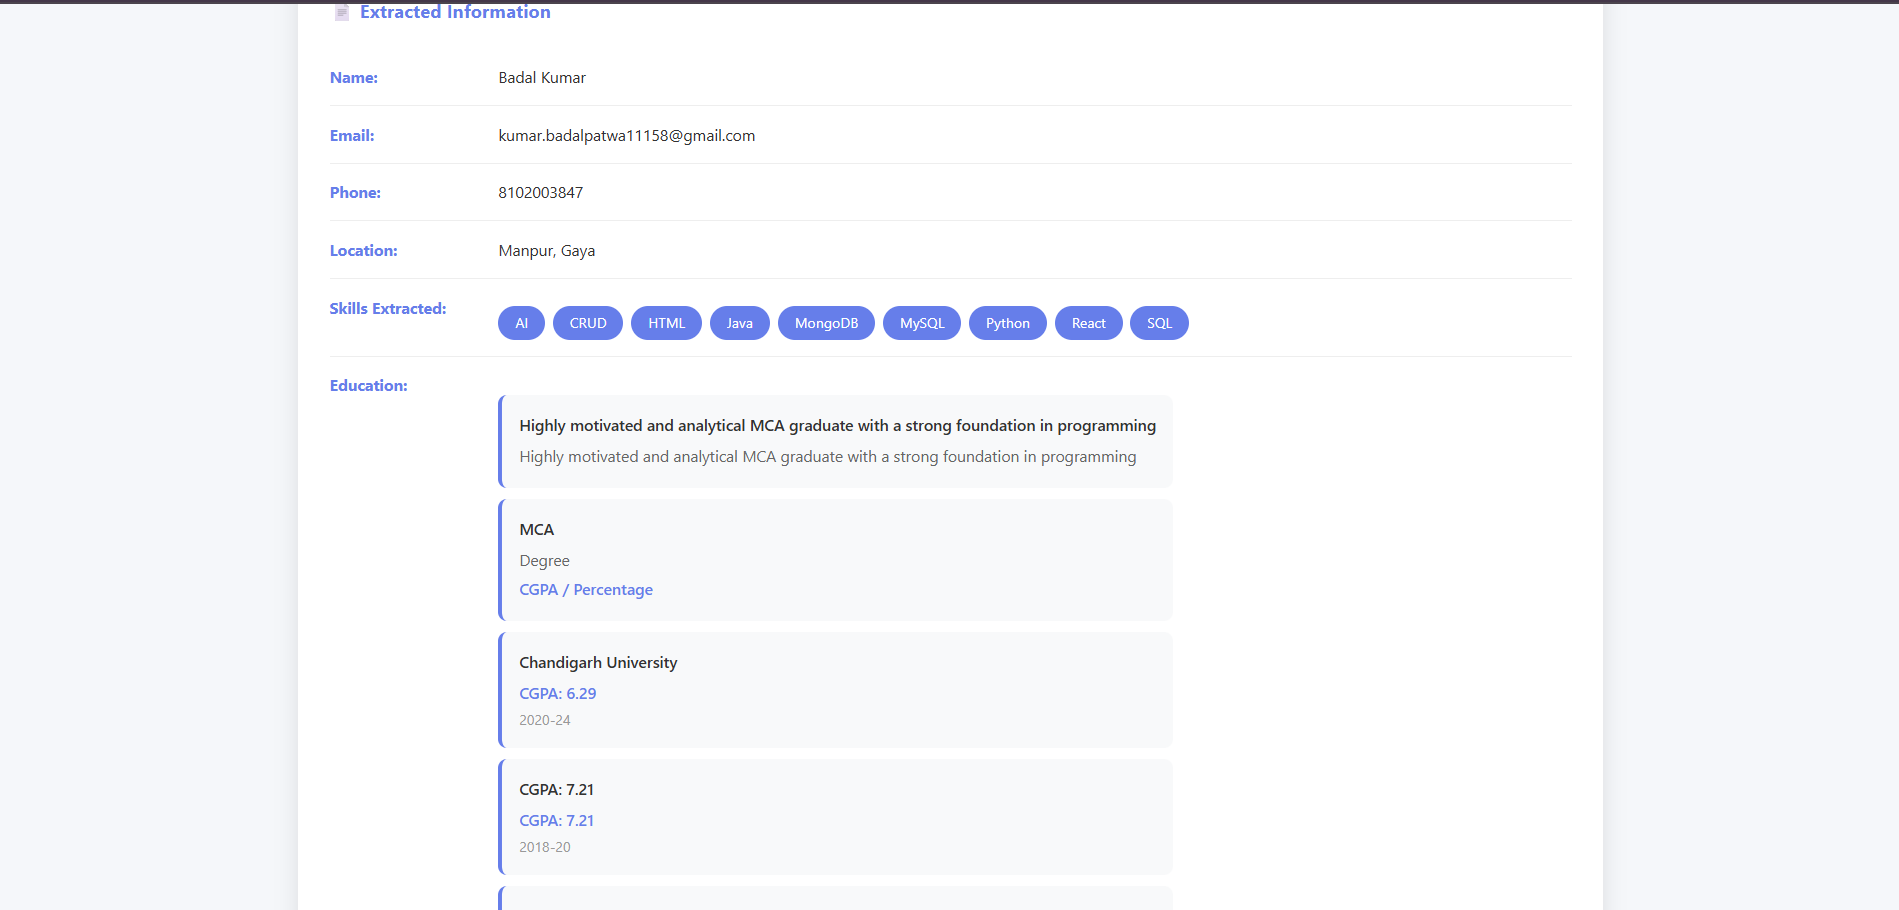 Extracted Information
Name: Badal Kumar
Email: kumar.badalpatwa11158@gmail.com
Phone: 8102003847
Location: Manpur, Gaya
Skills Extracted: AI CRUD HTML Java MongoDB MySQL Python React SQL
Education:
Highly motivated and analytical MCA graduate with a strong foundation in programming
Highly motivated and analytical MCA graduate with a strong foundation in programming
MCA
Degree
CGPA / Percentage
Chandigarh University
CGPA: 6.29
2020-24
CGPA: 7.21
CGPA: 7.21
2018-20